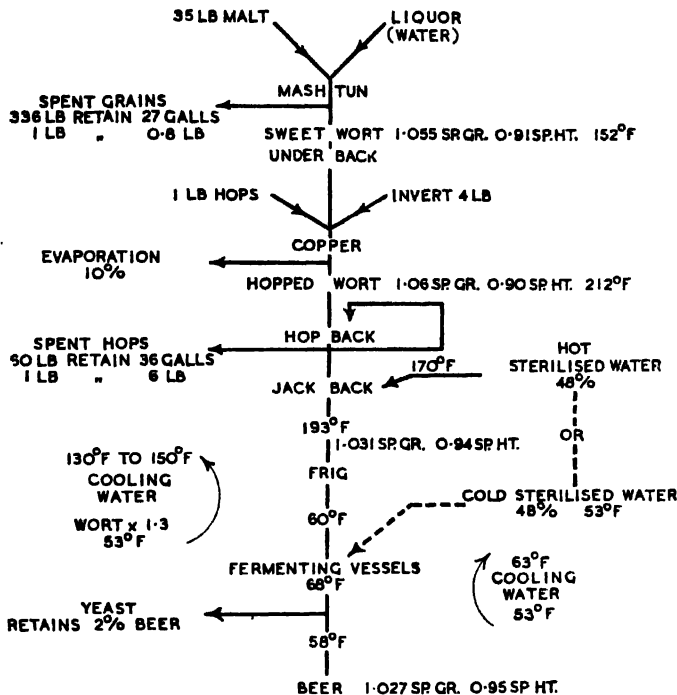 35 LB MALT
LIQUOR
(WATER)
MASH TUN
SPENT GRAINS
336 LB RETAIN 27 GALLS
1 LB " 0.8 LB
SWEET WORT 1·055 SP.GR. 0.91 SP.HT. 152°F
UNDER BACK
1 LB HOPS
INVERT 4 LB
COPPER
EVAPORATION
10%
HOPPED WORT 1·06 SP. GR. 0·90 SP. HT. 212°F
HOP BACK
SPENT HOPS
60 LB RETAIN 36 GALLS
1 LB " 6 LB
JACK BACK
170°F
HOT
STERILISED WATER
48%
OR
193°F
1·031 SP. GR. 0·94 SP. HT.
FRIG
60°F
130°F TO 150°F
COOLING
WATER
WORT x 1·3
53°F
COLD STERILISED WATER
48% 53°F
FERMENTING VESSELS
68°F
63°F
COOLING
WATER
53°F
YEAST
RETAINS 2% BEER
58°F
BEER 1·027 SP. GR. 0·95 SP. HT.